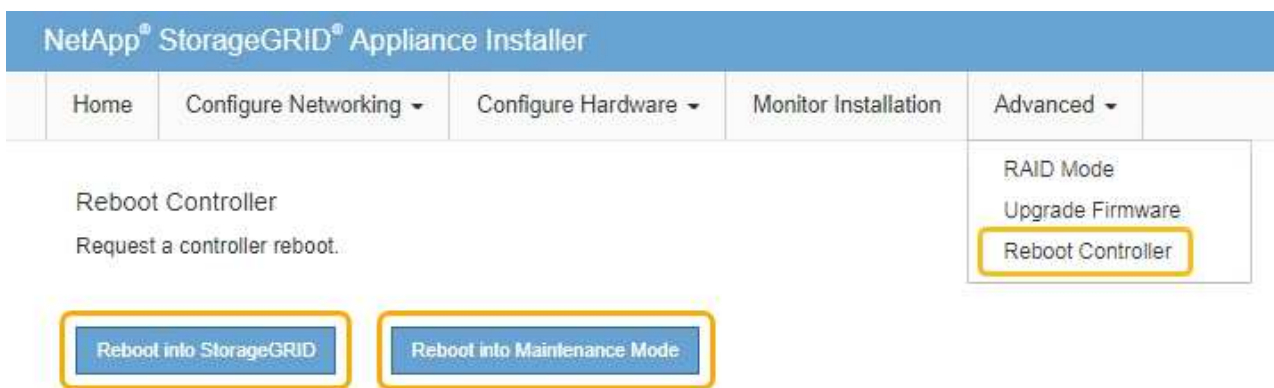 NetApp® StorageGRID® Appliance Installer
Home Configure Networking Configure Hardware Monitor Installation Advanced
RAID Mode
Upgrade Firmware
Reboot Controller
Reboot Controller
Request a controller reboot.
Reboot into StorageGRID Reboot into Maintenance Mode